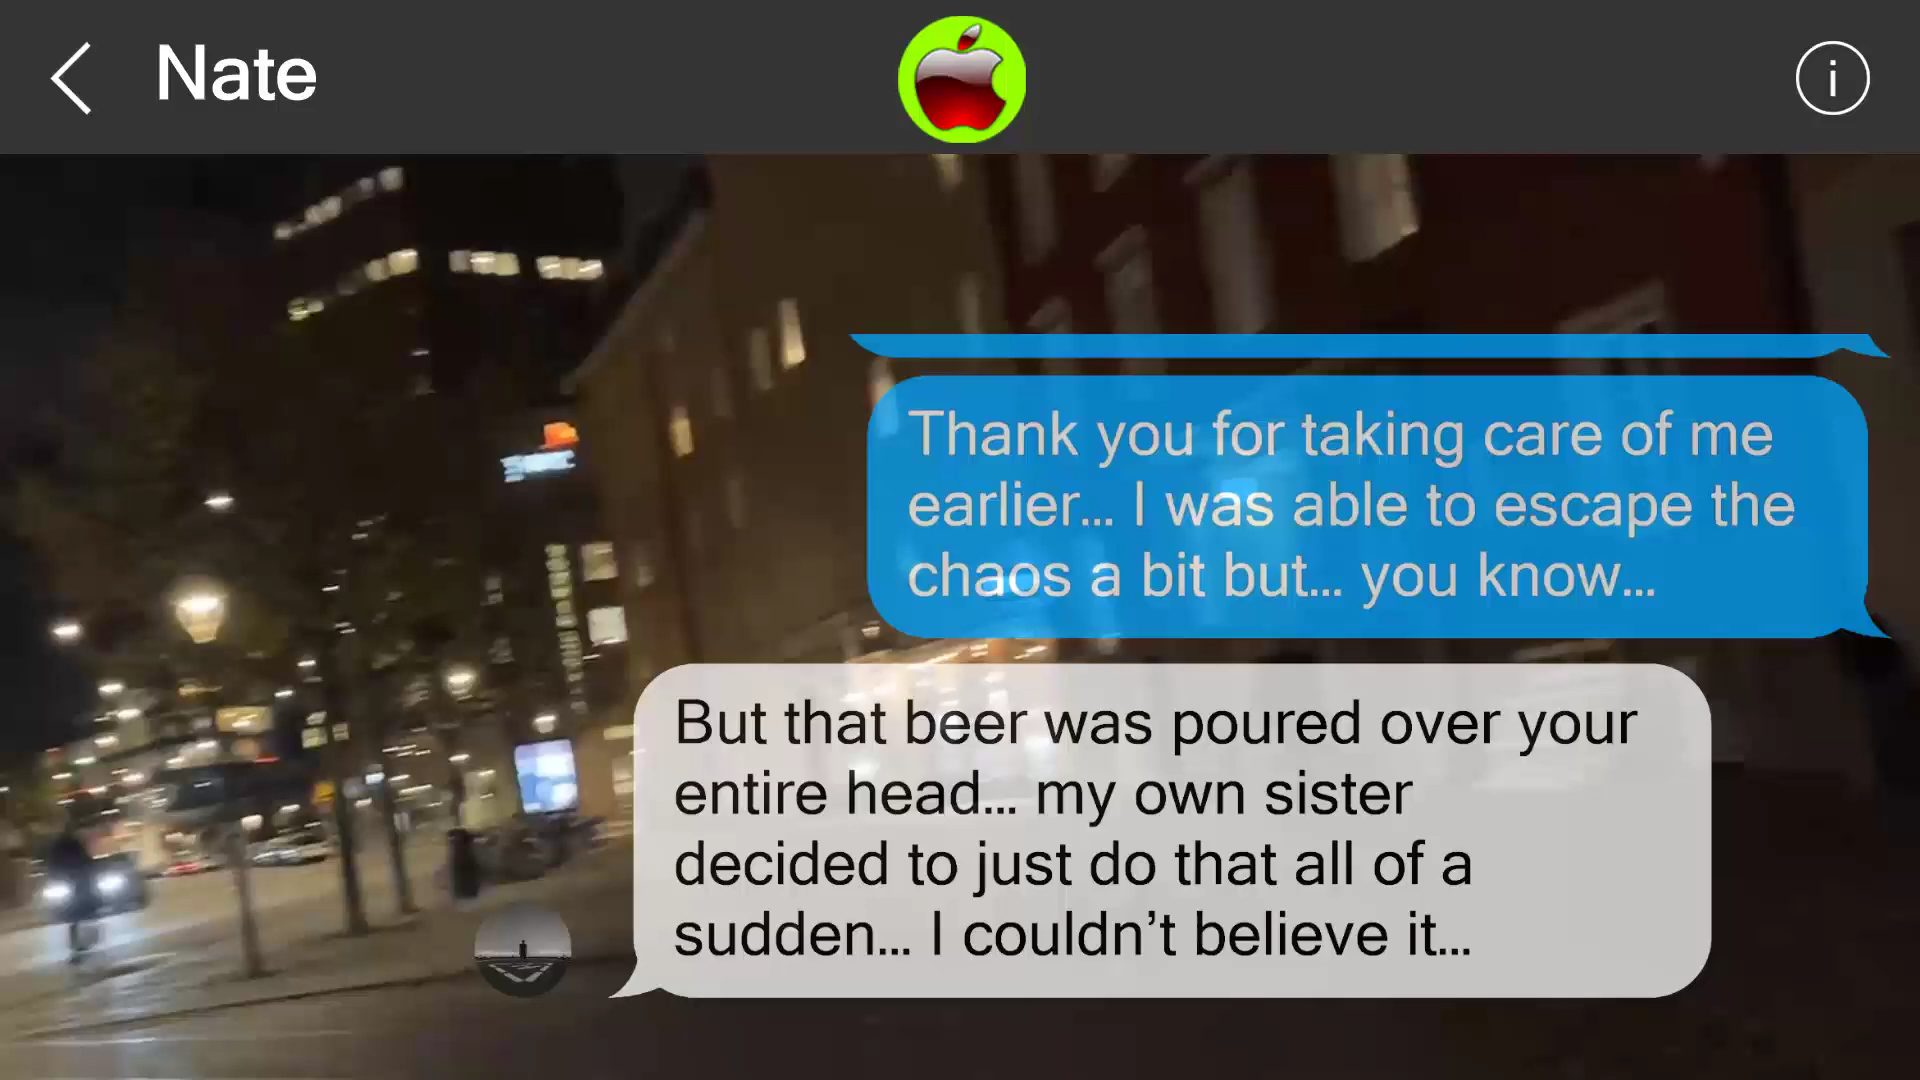 Nate
Thank you for taking care of me
earlier... I was able to escape the
chaos a bit but... you know...
But that beer was poured over your
entire head... my own sister
decided to just do that all of a
sudden... I couldn’t believe it...